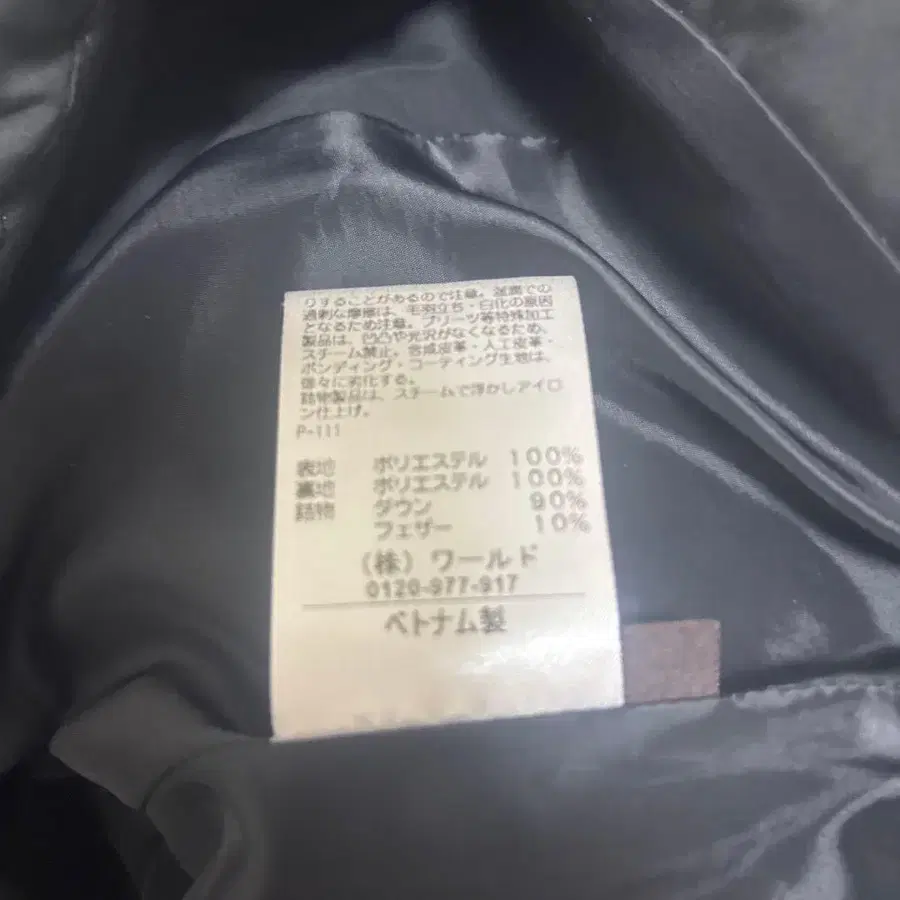 りすることがあるので注意。湿潤での
過剰な摩擦は、毛羽立ち・白化の原因
となるため注意。プリーツ等特殊加工
製品は、凹凸や光沢がなくなるため、
スチーム禁止。合成皮革・人工皮革・
ボンディング・コーティング生地は、
徐々に劣化する。
詰物製品は、スチームで浮かしアイロ
ン仕上げ。
P-111
表地 ポリエステル 100%
裏地 ポリエステル 100%
詰物 ダウン 90%
フェザー 10%
(株)ワールド
0120-977-917
ベトナム製